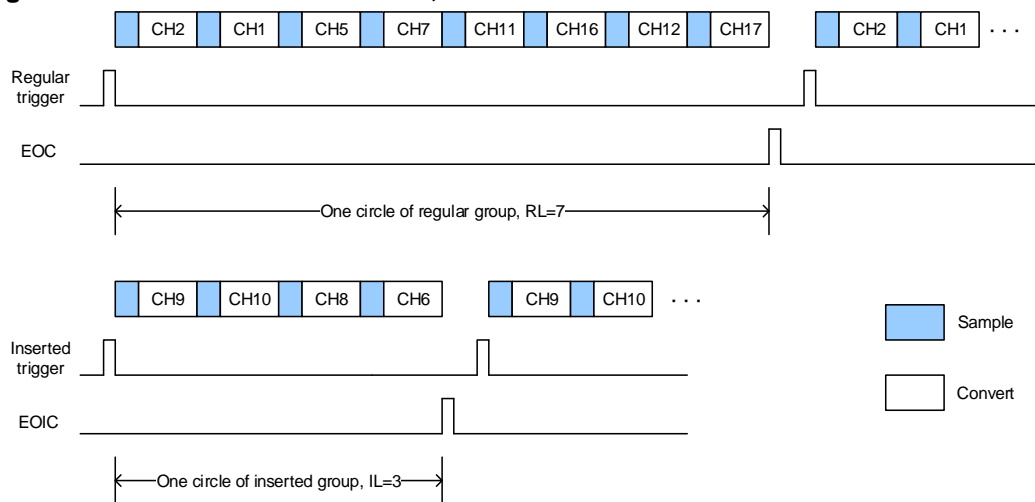 CH2 CH1 CH5 CH7 CH11 CH16 CH12 CH17 CH2 CH1 · · ·
Regular
trigger
EOC
One circle of regular group, RL=7
CH9 CH10 CH8 CH6 CH9 CH10 · · ·
Sample
Inserted
trigger
Convert
EOIC
One circle of inserted group, IL=3